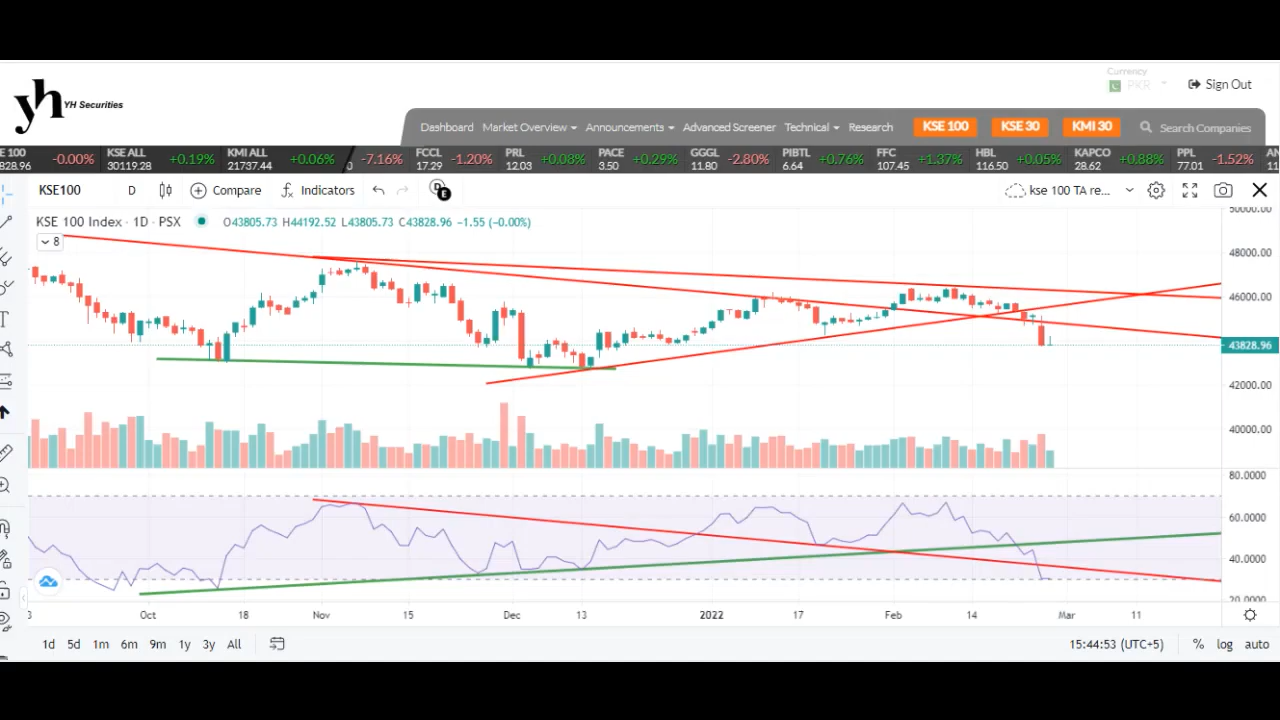 Currency
PKR
Sign Out
yh YH Securities
Dashboard Market Overview Announcements Advanced Screener Technical Research KSE 100 KSE 30 KMI 30 Search Companies
E 100 KSE ALL KMI ALL FCCL PRL PACE GGGL PIBTL FFC HBL KAPCO PPL
828.96 -0.00% 30119.28 +0.19% 21737.44 +0.06% 0 -7.16% 17.29 -1.20% 12.03 +0.08% 3.50 +0.29% 11.80 -2.80% 6.64 +0.76% 107.45 +1.37% 116.50 +0.05% 28.62 +0.88% 77.01 -1.52% 11
KSE100 D Compare Indicators D E kse 100 TA re...
KSE 100 Index · 1D · PSX O43805.73 H44192.52 L43805.73 C43828.96 -1.55 (-0.00%)
8
50000.00
48000.00
46000.00
43828.96
42000.00
40000.00
80.0000
60.0000
40.0000
20.0000
3 Oct 18 Nov 15 Dec 13 2022 17 Feb 14 Mar 11
1d 5d 1m 6m 9m 1y 3y All 15:44:53 (UTC+5) % log auto